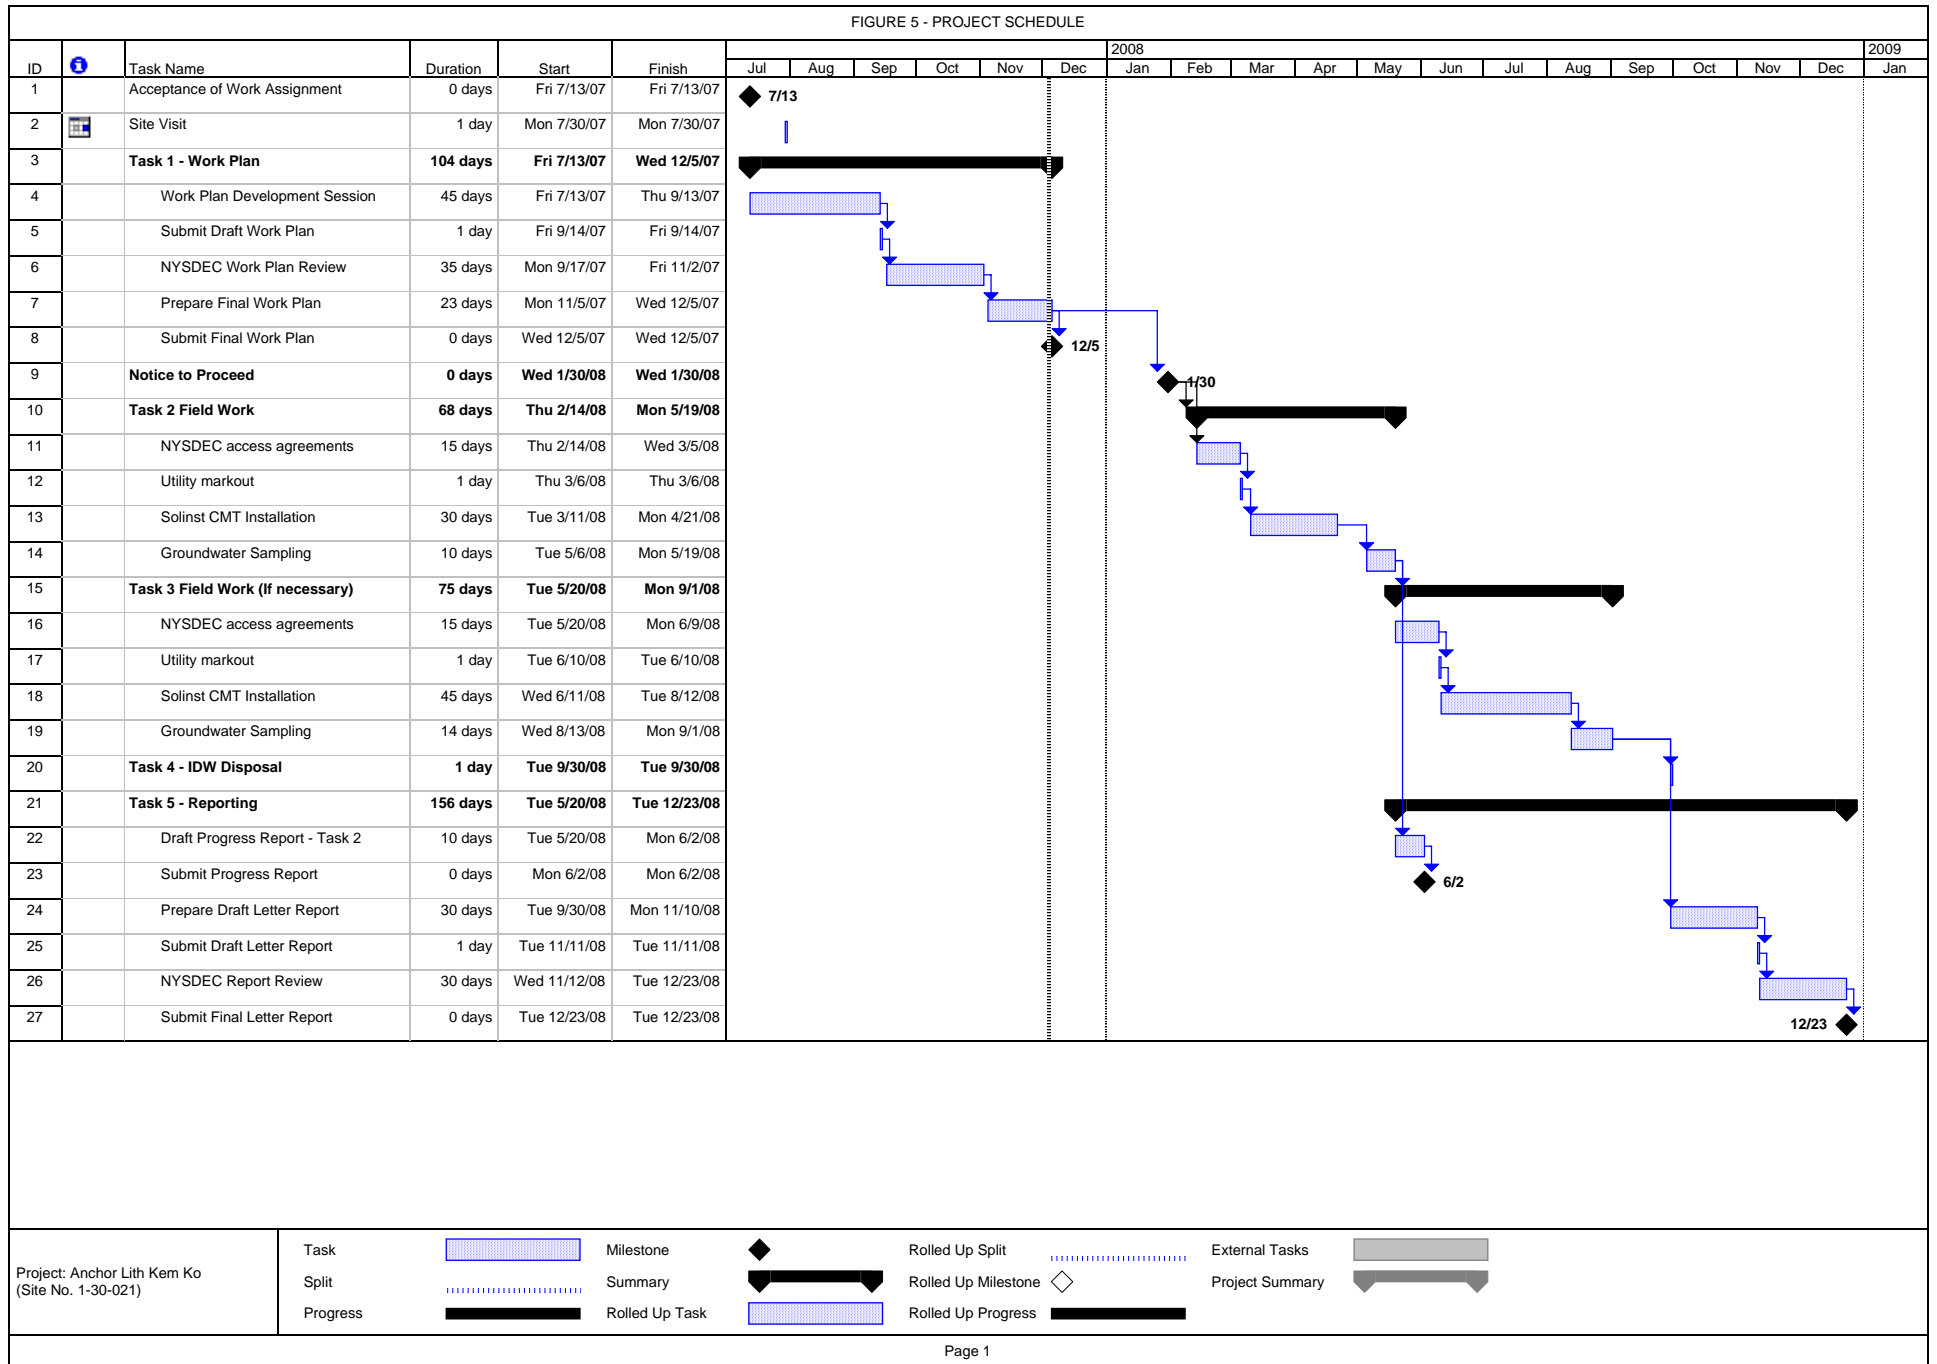 FIGURE 5 - PROJECT SCHEDULE
2008 2009
ID Task Name Duration Start Finish Jul Aug Sep Oct Nov Dec Jan Feb Mar Apr May Jun Jul Aug Sep Oct Nov Dec Jan
1 Acceptance of Work Assignment 0 days Fri 7/13/07 Fri 7/13/07 7/13
2 Site Visit 1 day Mon 7/30/07 Mon 7/30/07
3 Task 1 - Work Plan 104 days Fri 7/13/07 Wed 12/5/07
4 Work Plan Development Session 45 days Fri 7/13/07 Thu 9/13/07
5 Submit Draft Work Plan 1 day Fri 9/14/07 Fri 9/14/07
6 NYSDEC Work Plan Review 35 days Mon 9/17/07 Fri 11/2/07
7 Prepare Final Work Plan 23 days Mon 11/5/07 Wed 12/5/07
8 Submit Final Work Plan 0 days Wed 12/5/07 Wed 12/5/07 12/5
9 Notice to Proceed 0 days Wed 1/30/08 Wed 1/30/08 1/30
10 Task 2 Field Work 68 days Thu 2/14/08 Mon 5/19/08
11 NYSDEC access agreements 15 days Thu 2/14/08 Wed 3/5/08
12 Utility markout 1 day Thu 3/6/08 Thu 3/6/08
13 Solinst CMT Installation 30 days Tue 3/11/08 Mon 4/21/08
14 Groundwater Sampling 10 days Tue 5/6/08 Mon 5/19/08
15 Task 3 Field Work (If necessary) 75 days Tue 5/20/08 Mon 9/1/08
16 NYSDEC access agreements 15 days Tue 5/20/08 Mon 6/9/08
17 Utility markout 1 day Tue 6/10/08 Tue 6/10/08
18 Solinst CMT Installation 45 days Wed 6/11/08 Tue 8/12/08
19 Groundwater Sampling 14 days Wed 8/13/08 Mon 9/1/08
20 Task 4 - IDW Disposal 1 day Tue 9/30/08 Tue 9/30/08
21 Task 5 - Reporting 156 days Tue 5/20/08 Tue 12/23/08
22 Draft Progress Report - Task 2 10 days Tue 5/20/08 Mon 6/2/08
23 Submit Progress Report 0 days Mon 6/2/08 Mon 6/2/08 6/2
24 Prepare Draft Letter Report 30 days Tue 9/30/08 Mon 11/10/08
25 Submit Draft Letter Report 1 day Tue 11/11/08 Tue 11/11/08
26 NYSDEC Report Review 30 days Wed 11/12/08 Tue 12/23/08
27 Submit Final Letter Report 0 days Tue 12/23/08 Tue 12/23/08 12/23
Project: Anchor Lith Kem Ko
(Site No. 1-30-021)
Task Milestone Rolled Up Split External Tasks
Split Summary Rolled Up Milestone Project Summary
Progress Rolled Up Task Rolled Up Progress
Page 1